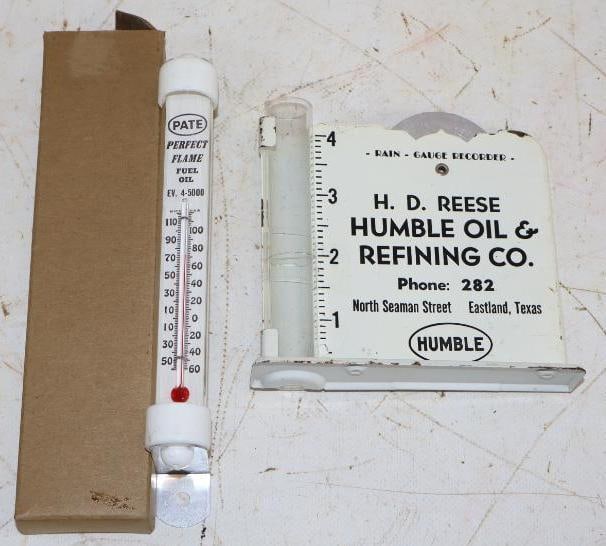 PATE
PERFECT
FLAME
FUEL
OIL
EV. 4-5000
110
90
70
50
30
10
10
30
50
100
80
60
40
20
0
20
40
60
4
3
2
1
- RAIN - GAUGE RECORDER -
H. D. REESE
HUMBLE OIL &
REFINING CO.
Phone: 282
North Seaman Street Eastland, Texas
HUMBLE